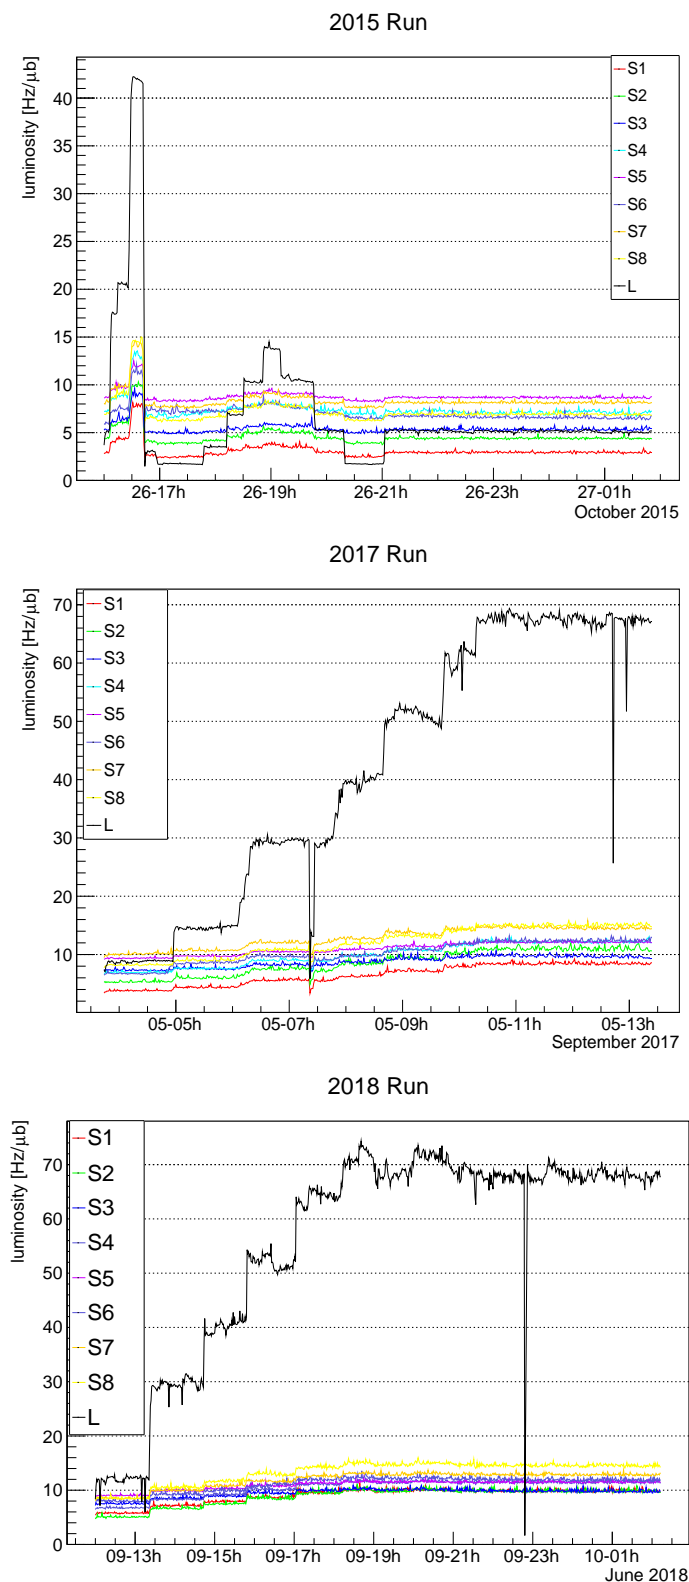 2015 Run
luminosity [Hz/μb]
40
35
30
25
20
15
10
5
0
S1
S2
S3
S4
S5
S6
S7
S8
L
26-17h 26-19h 26-21h 26-23h 27-01h
October 2015
2017 Run
luminosity [Hz/μb]
70
60
50
40
30
20
10
S1
S2
S3
S4
S5
S6
S7
S8
L
05-05h 05-07h 05-09h 05-11h 05-13h
September 2017
2018 Run
luminosity [Hz/μb]
70
60
50
40
30
20
10
0
S1
S2
S3
S4
S5
S6
S7
S8
L
09-13h 09-15h 09-17h 09-19h 09-21h 09-23h 10-01h
June 2018